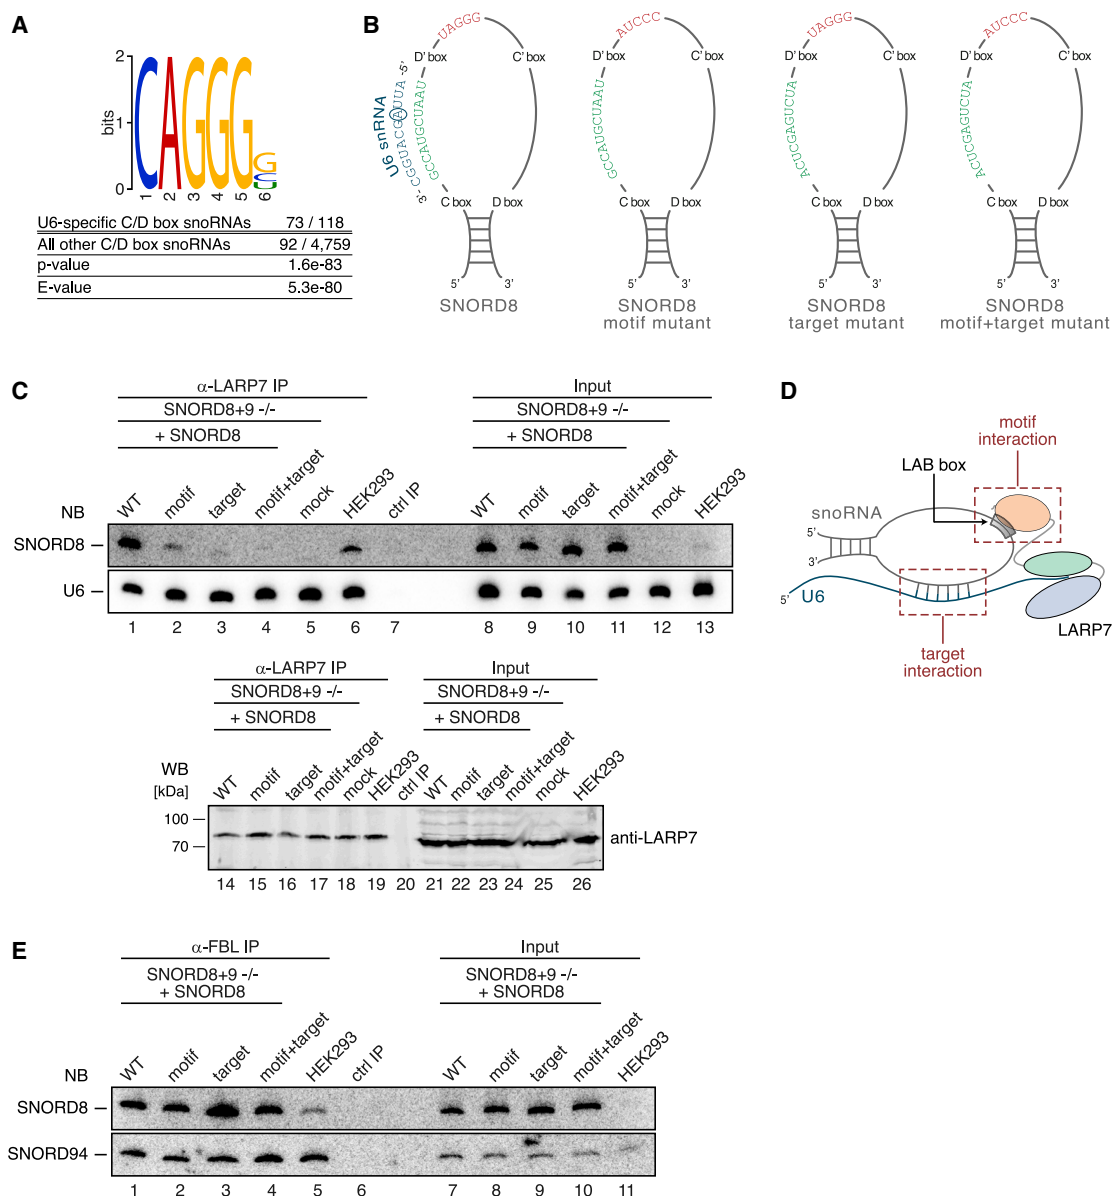 A
2
1
0
bits
CAGGG
G
C
U
1 2 3 4 5 6
U6-specific C/D box snoRNAs 73 / 118
All other C/D box snoRNAs 92 / 4,759
p-value 1.6e-83
E-value 5.3e-80
B
UAGGG
D' box
C' box
U6 snRNA
3'- CGGUACGAUUA -5'
GCCAUGCUAAU
C box
D box
5'
3'
SNORD8
AUCCC
D' box
C' box
GCCAUGCUAAU
C box
D box
5'
3'
SNORD8
motif mutant
UAGGG
D' box
C' box
ACUCGAGUCUA
C box
D box
5'
3'
SNORD8
target mutant
AUCCC
D' box
C' box
ACUCGAGUCUA
C box
D box
5'
3'
SNORD8
motif+target mutant
C
α-LARP7 IP
Input
SNORD8+9 -/-
SNORD8+9 -/-
+ SNORD8
+ SNORD8
NB
WT motif target motif+target mock HEK293 ctrl IP WT motif target motif+target mock HEK293
SNORD8
U6
1 2 3 4 5 6 7 8 9 10 11 12 13
α-LARP7 IP
Input
SNORD8+9 -/-
SNORD8+9 -/-
+ SNORD8
+ SNORD8
WB
[kDa]
WT motif target motif+target mock HEK293 ctrl IP WT motif target motif+target mock HEK293
100
70
anti-LARP7
14 15 16 17 18 19 20 21 22 23 24 25 26
D
motif
interaction
LAB box
snoRNA
5'
3'
U6
5'
LARP7
target
interaction
E
α-FBL IP
Input
SNORD8+9 -/-
+ SNORD8
SNORD8+9 -/-
+ SNORD8
NB
WT motif target motif+target HEK293 ctrl IP WT motif target motif+target HEK293
SNORD8
SNORD94
1 2 3 4 5 6 7 8 9 10 11